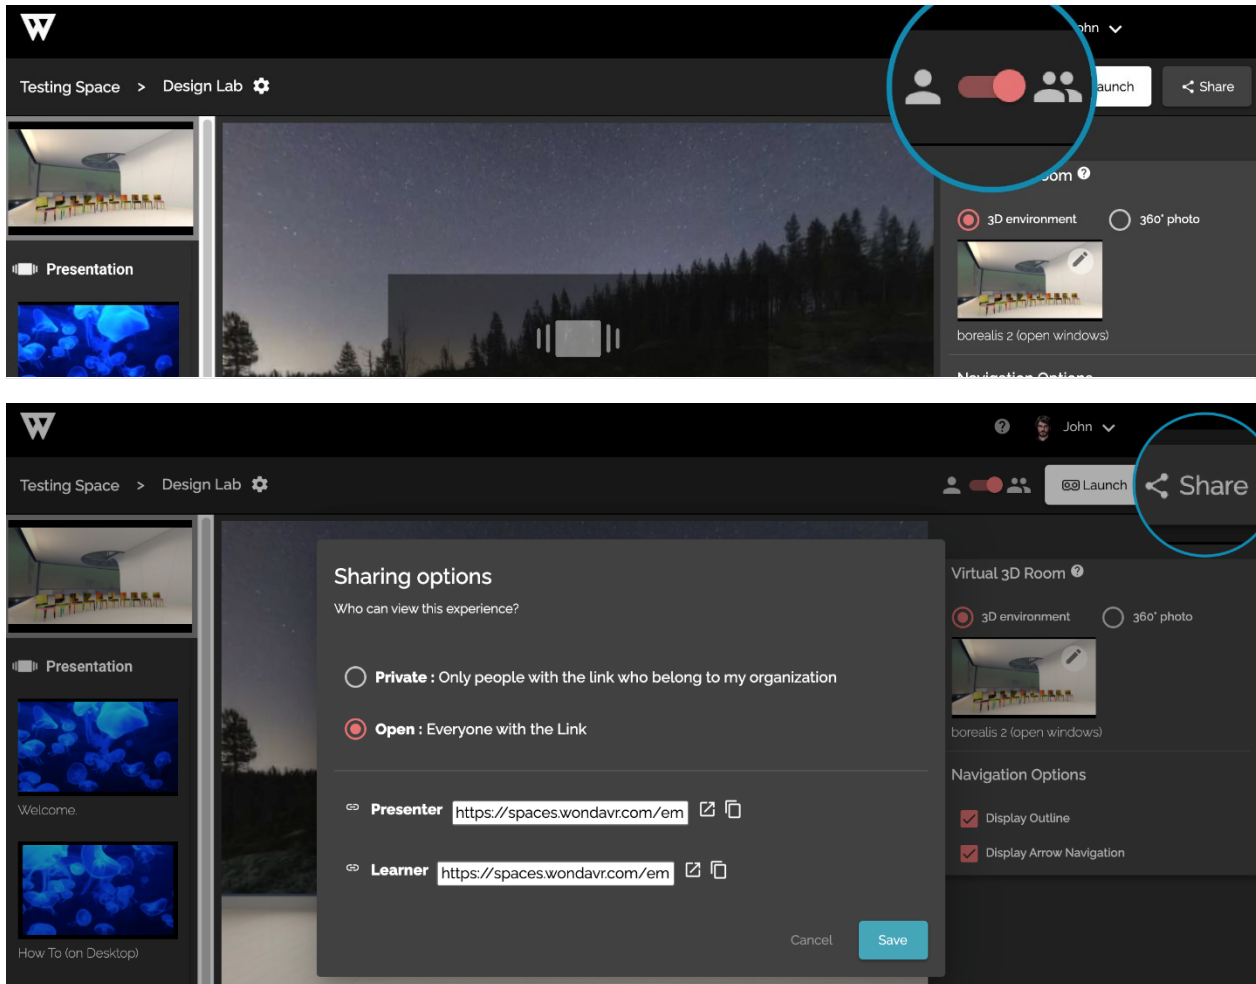 W
ohn
Testing Space > Design Lab
aunch
Share
oom ?
3D environment
360° photo
Presentation
borealis 2 (open windows)
Navigation Options
W
? John
Testing Space > Design Lab
Launch
Share
Sharing options
Who can view this experience?
Private : Only people with the link who belong to my organization
Open : Everyone with the Link
Presenter https://spaces.wondavr.com/em
Learner https://spaces.wondavr.com/em
Cancel
Save
Presentation
Welcome.
How To (on Desktop)
Virtual 3D Room ?
3D environment
360° photo
borealis 2 (open windows)
Navigation Options
Display Outline
Display Arrow Navigation